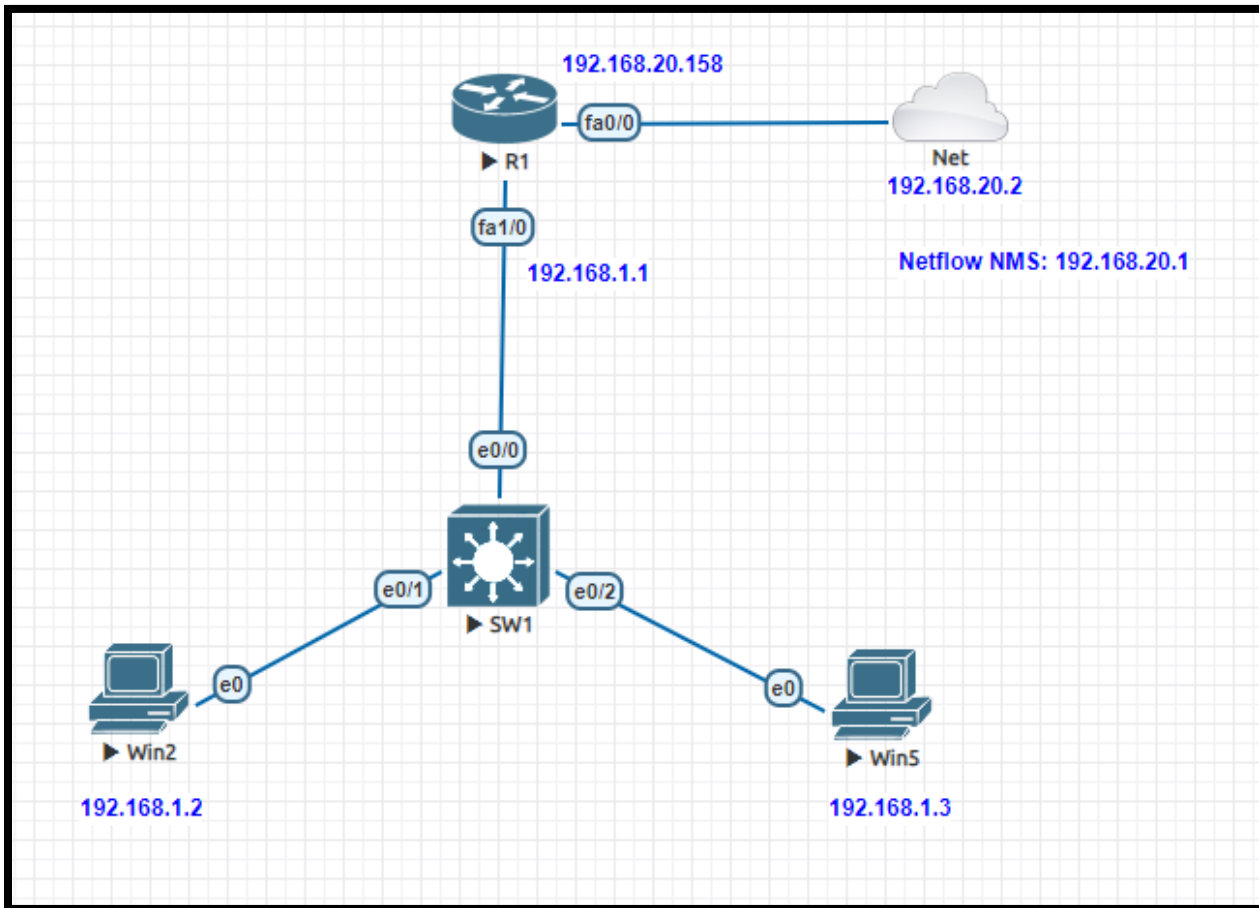 192.168.20.158
fa0/0
R1
Net
192.168.20.2
fa1/0
192.168.1.1
Netflow NMS: 192.168.20.1
e0/0
e0/1
e0/2
SW1
e0
e0
Win2
Win5
192.168.1.2
192.168.1.3